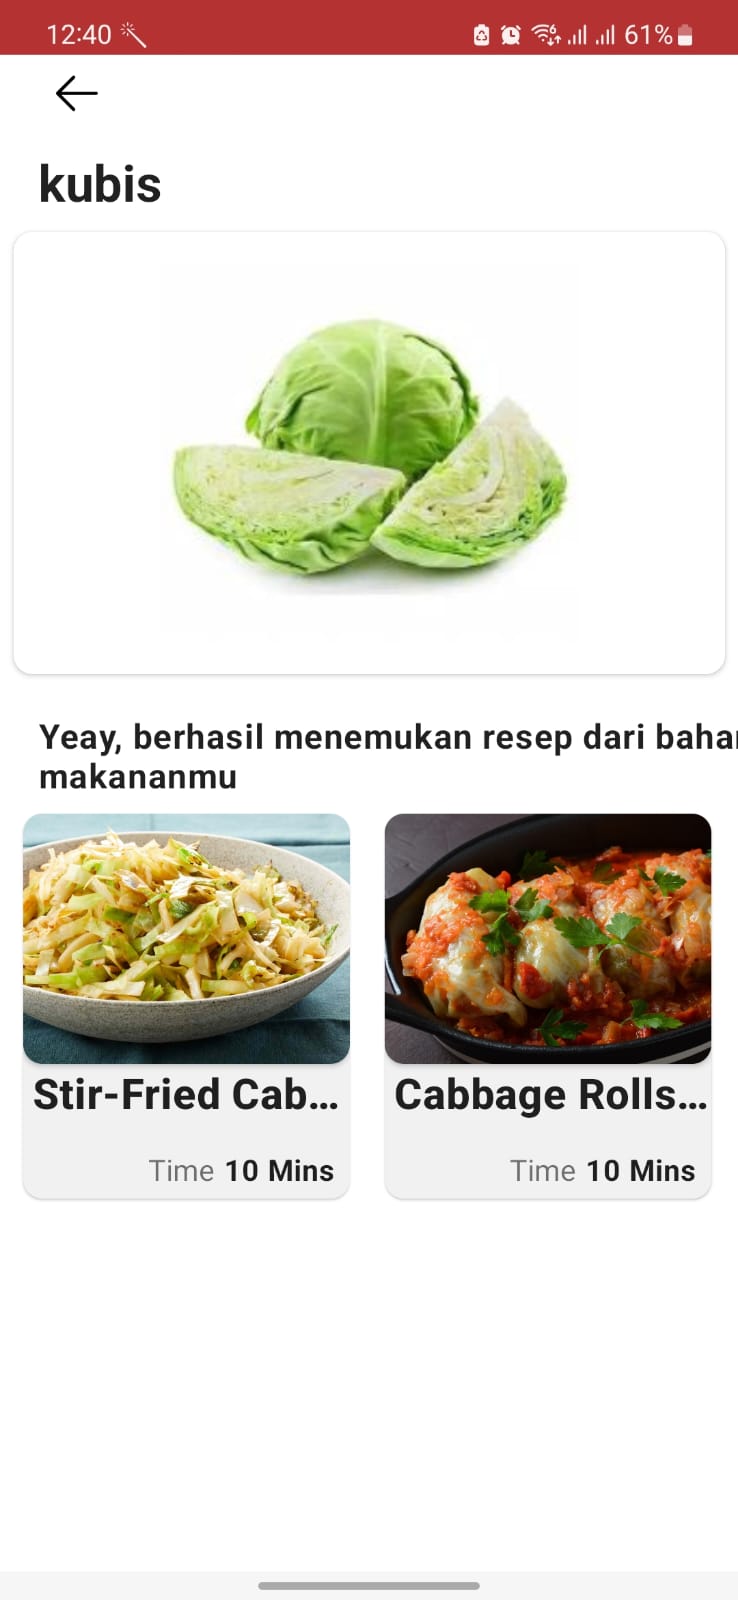 12:40
61%
kubis
Yeay, berhasil menemukan resep dari baha
makananmu
Stir-Fried Cab...
Cabbage Rolls...
Time 10 Mins
Time 10 Mins